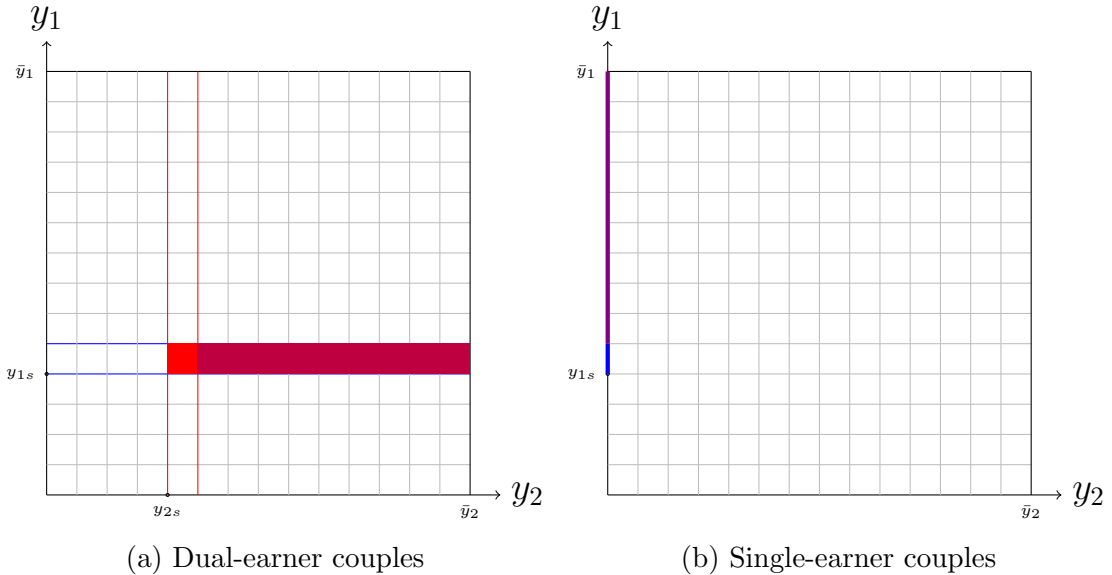 y₁ y₁
ȳ₁ ȳ₁
y₁ₛ y₁ₛ
y₂ y₂
y₂ₛ ȳ₂ ȳ₂
(a) Dual-earner couples (b) Single-earner couples